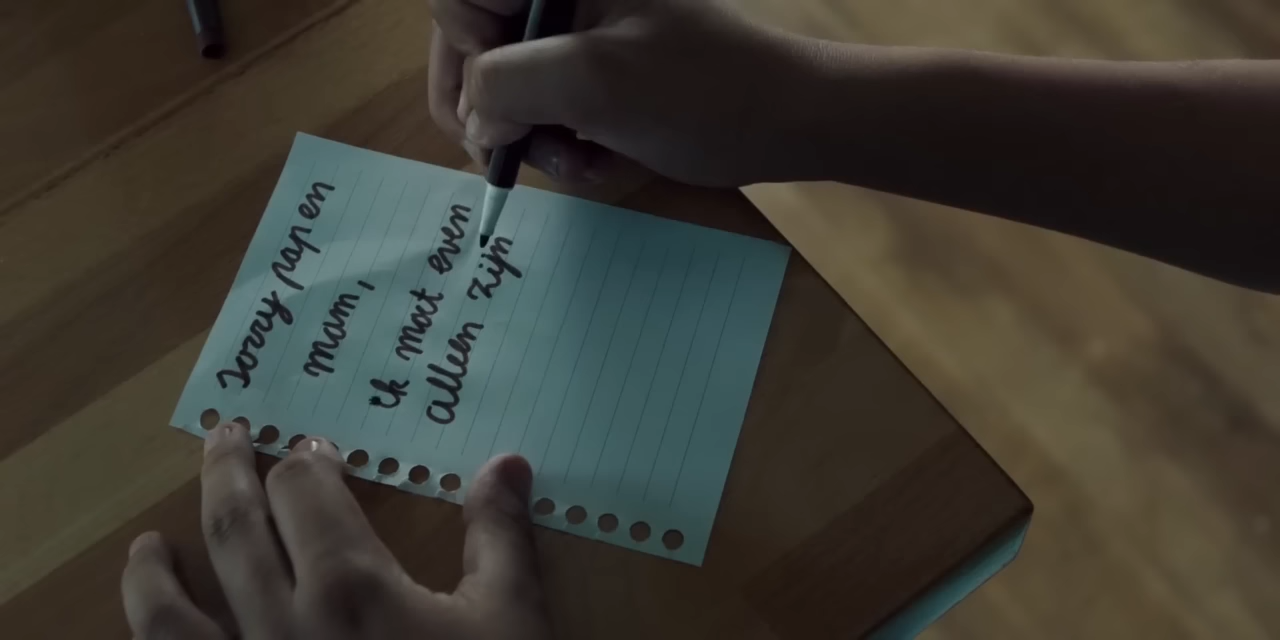 sorry pap en
mam,
ik moet even
alleen zijn